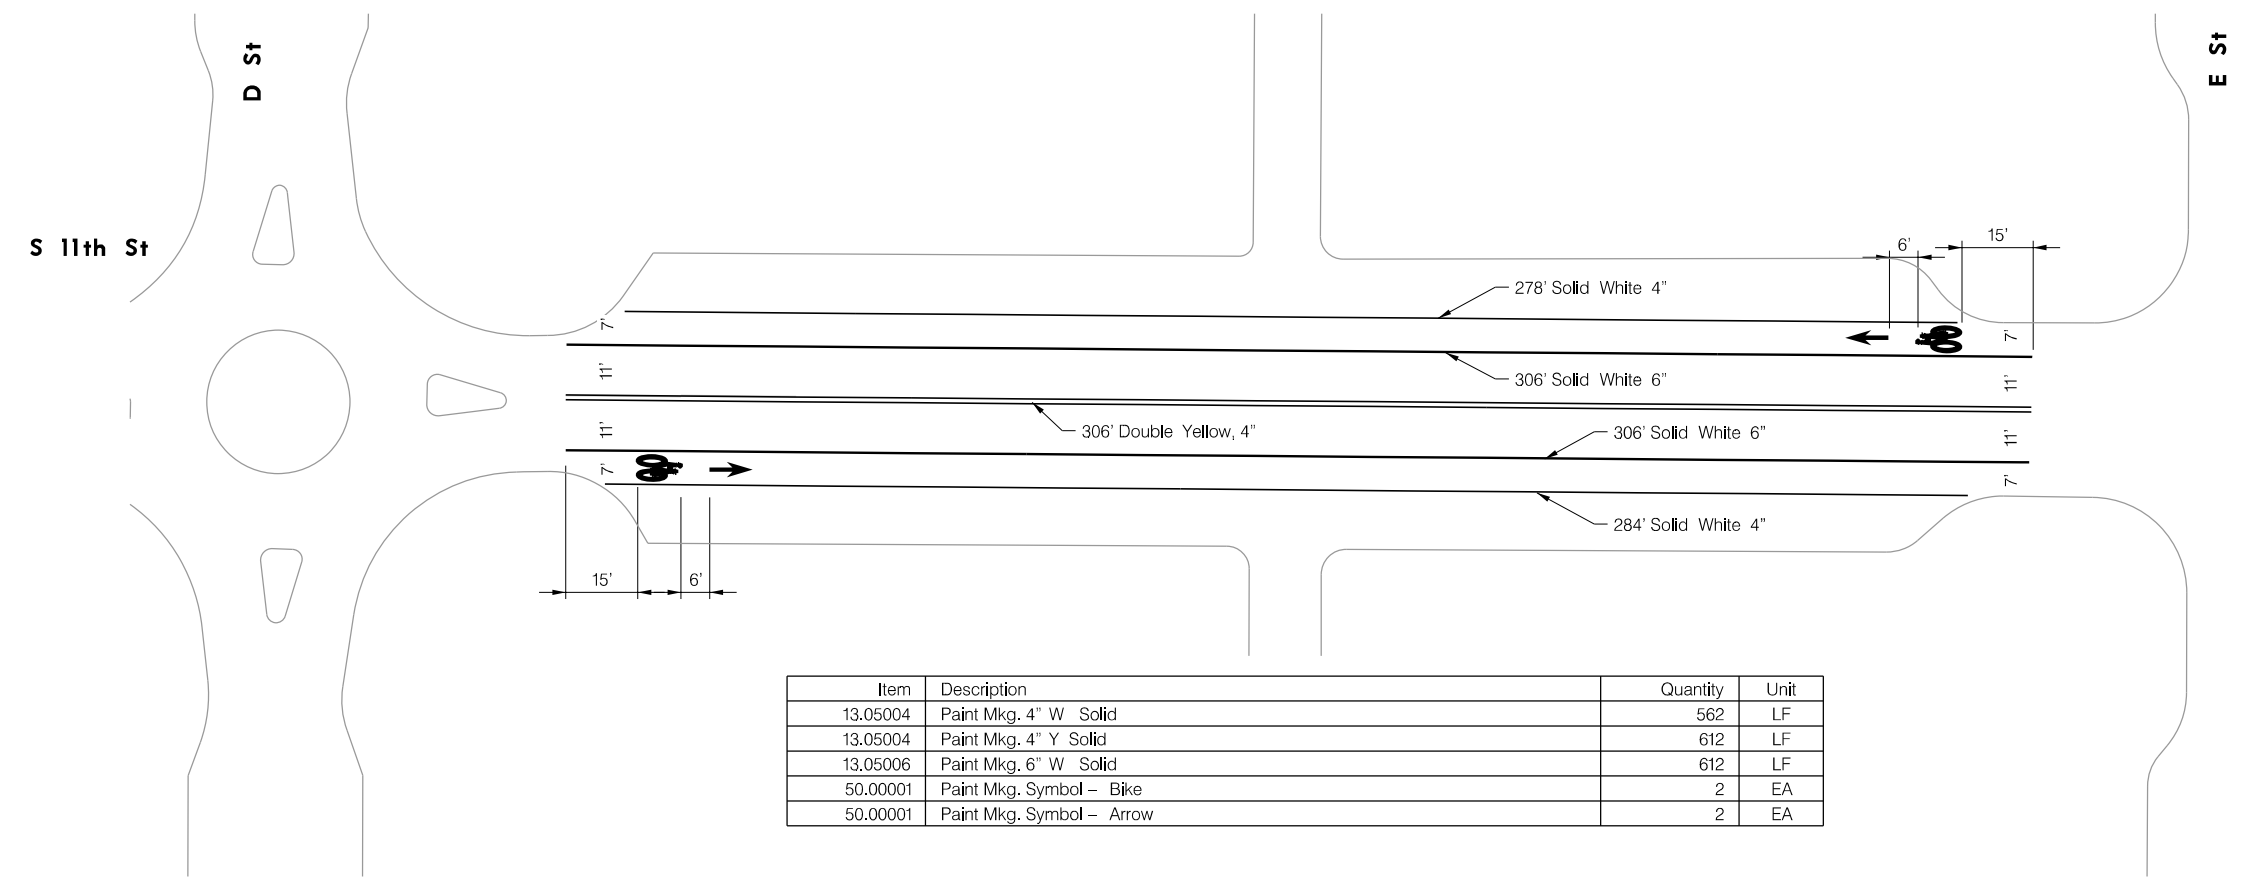 D St
E St
S 11th St
15'
6'
278' Solid White 4"
7'
7'
306' Solid White 6"
11'
11'
306' Double Yellow, 4"
306' Solid White 6"
11'
11'
7'
7'
284' Solid White 4"
15'
6'
Item Description Quantity Unit
13.05004 Paint Mkg. 4" W Solid 562 LF
13.05004 Paint Mkg. 4" Y Solid 612 LF
13.05006 Paint Mkg. 6" W Solid 612 LF
50.00001 Paint Mkg. Symbol – Bike 2 EA
50.00001 Paint Mkg. Symbol – Arrow 2 EA